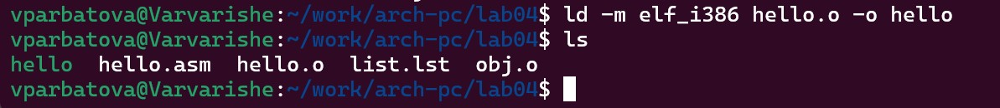 vparbatova@Varvarishe:~/work/arch-pc/lab04$ ld -m elf_i386 hello.o -o hello
vparbatova@Varvarishe:~/work/arch-pc/lab04$ ls
hello  hello.asm  hello.o  list.lst  obj.o
vparbatova@Varvarishe:~/work/arch-pc/lab04$